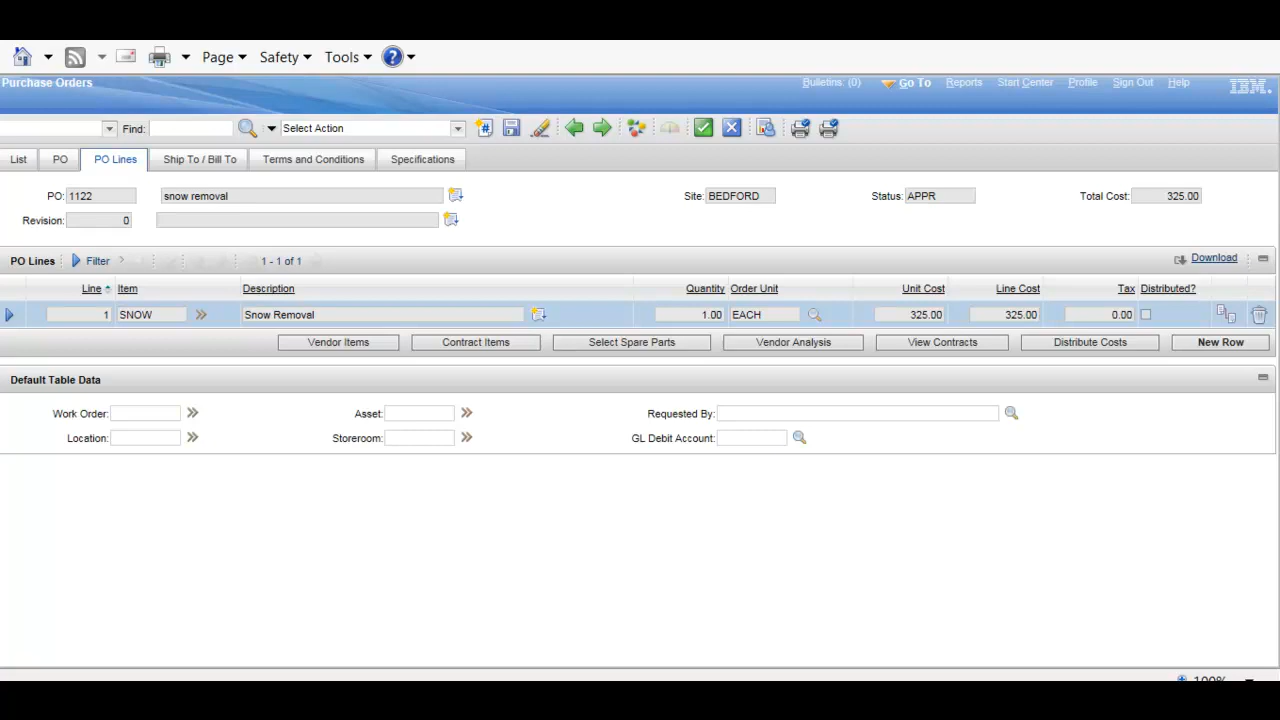 Page Safety Tools
Purchase Orders Bulletins: (0) Go To Reports Start Center Profile Sign Out Help IBM.
Find: Select Action
List PO PO Lines Ship To / Bill To Terms and Conditions Specifications
PO: 1122 snow removal Site: BEDFORD Status: APPR Total Cost: 325.00
Revision: 0
PO Lines Filter 1 - 1 of 1 Download
Line Item Description Quantity Order Unit Unit Cost Line Cost Tax Distributed?
1 SNOW Snow Removal 1.00 EACH 325.00 325.00 0.00
Vendor Items Contract Items Select Spare Parts Vendor Analysis View Contracts Distribute Costs New Row
Default Table Data
Work Order: Asset: Requested By:
Location: Storeroom: GL Debit Account:
100%